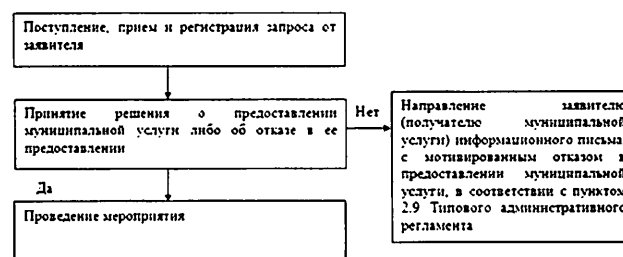 Поступление, прием и регистрация запроса от
заявителя
Принятие решения о предоставлении
муниципальной услуги либо об отказе в ее
предоставлении
Нет
Направление заявителю
(получателю муниципальной
услуги) информационного письма
с мотивированным отказом в
предоставлении муниципальной
услуги, в соответствии с пунктом
2.9 Типового административного
регламента
Да
Проведение мероприятия